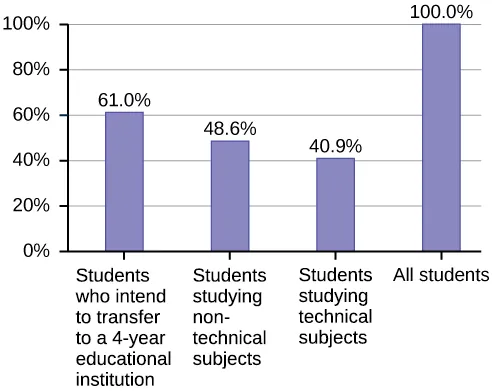 100.0%
100%
80%
61.0%
60%
48.6%
40.9%
40%
20%
0%
Students
who intend
to transfer
to a 4-year
educational
institution
Students
studying
non-
technical
subjects
Students
studying
technical
subjects
All students